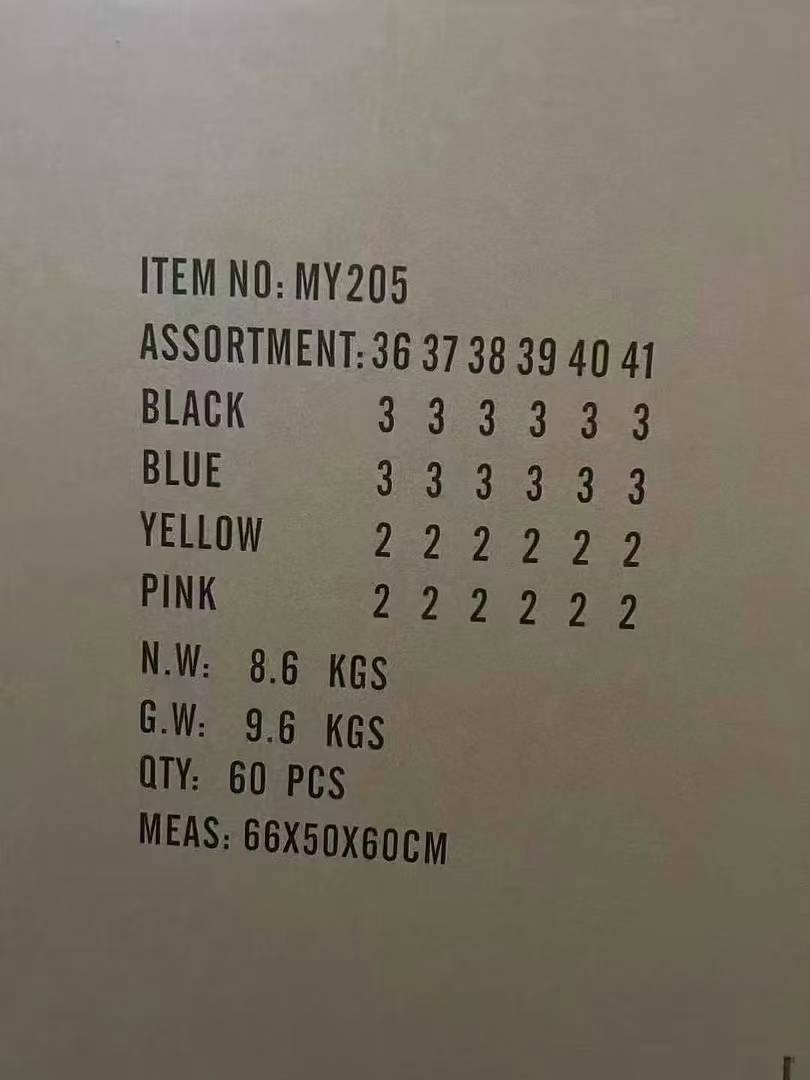 ITEM NO: MY205
ASSORTMENT: 36 37 38 39 40 41
BLACK 3 3 3 3 3 3
BLUE 3 3 3 3 3 3
YELLOW 2 2 2 2 2 2
PINK 2 2 2 2 2 2
N.W: 8.6 KGS
G.W: 9.6 KGS
QTY: 60 PCS
MEAS: 66X50X60CM